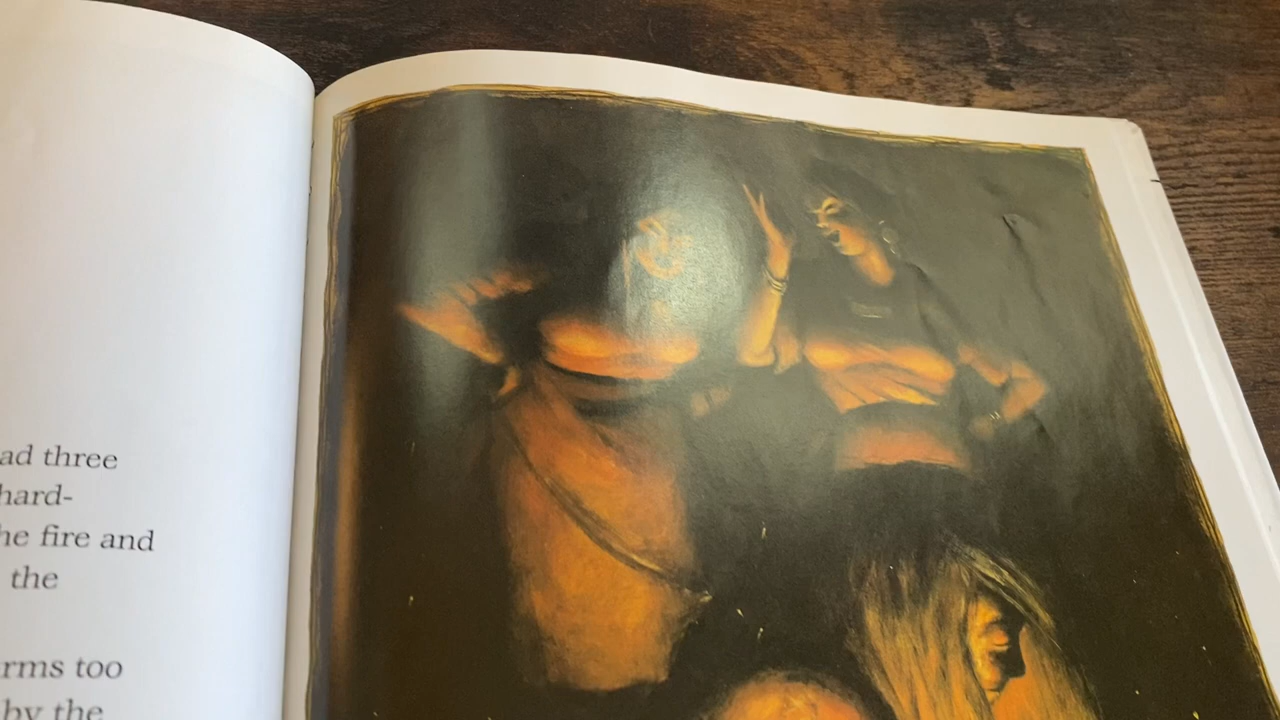 ad three
hard-
he fire and
the
rms too
by the